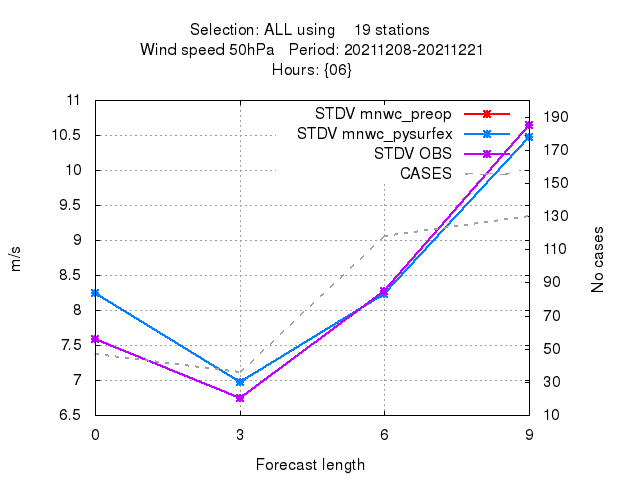 Selection: ALL using    19 stations
Wind speed 50hPa   Period: 20211208-20211221
Hours: {06}
STDV mnwc_preop
STDV mnwc_pysurfex
STDV OBS
CASES
11
10.5
10
9.5
9
8.5
8
7.5
7
6.5
m/s
190
170
150
130
110
90
70
50
30
10
No cases
0 3 6 9
Forecast length